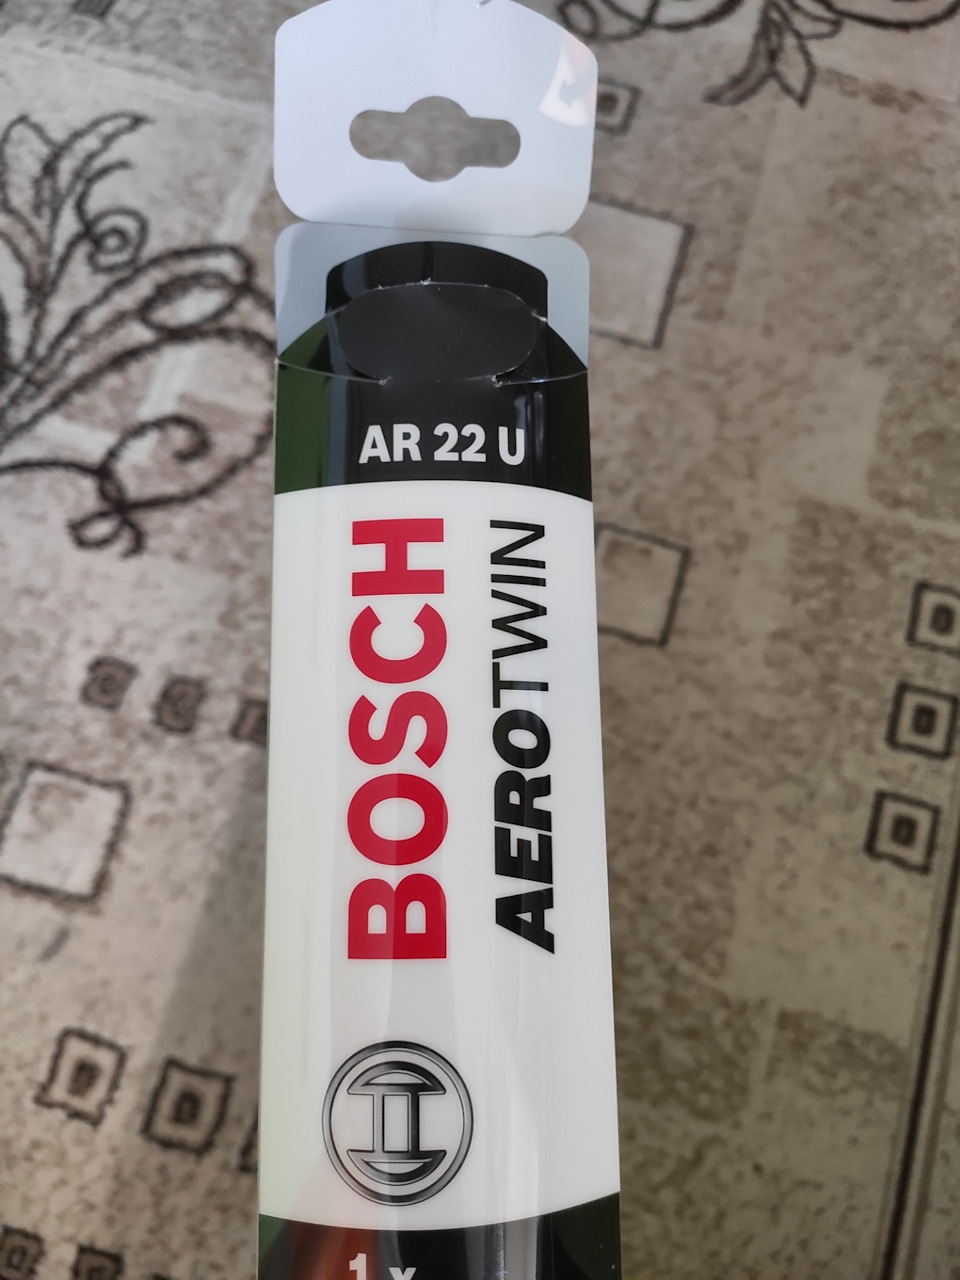 AR 22 U
BOSCH
AEROTWIN
1 x